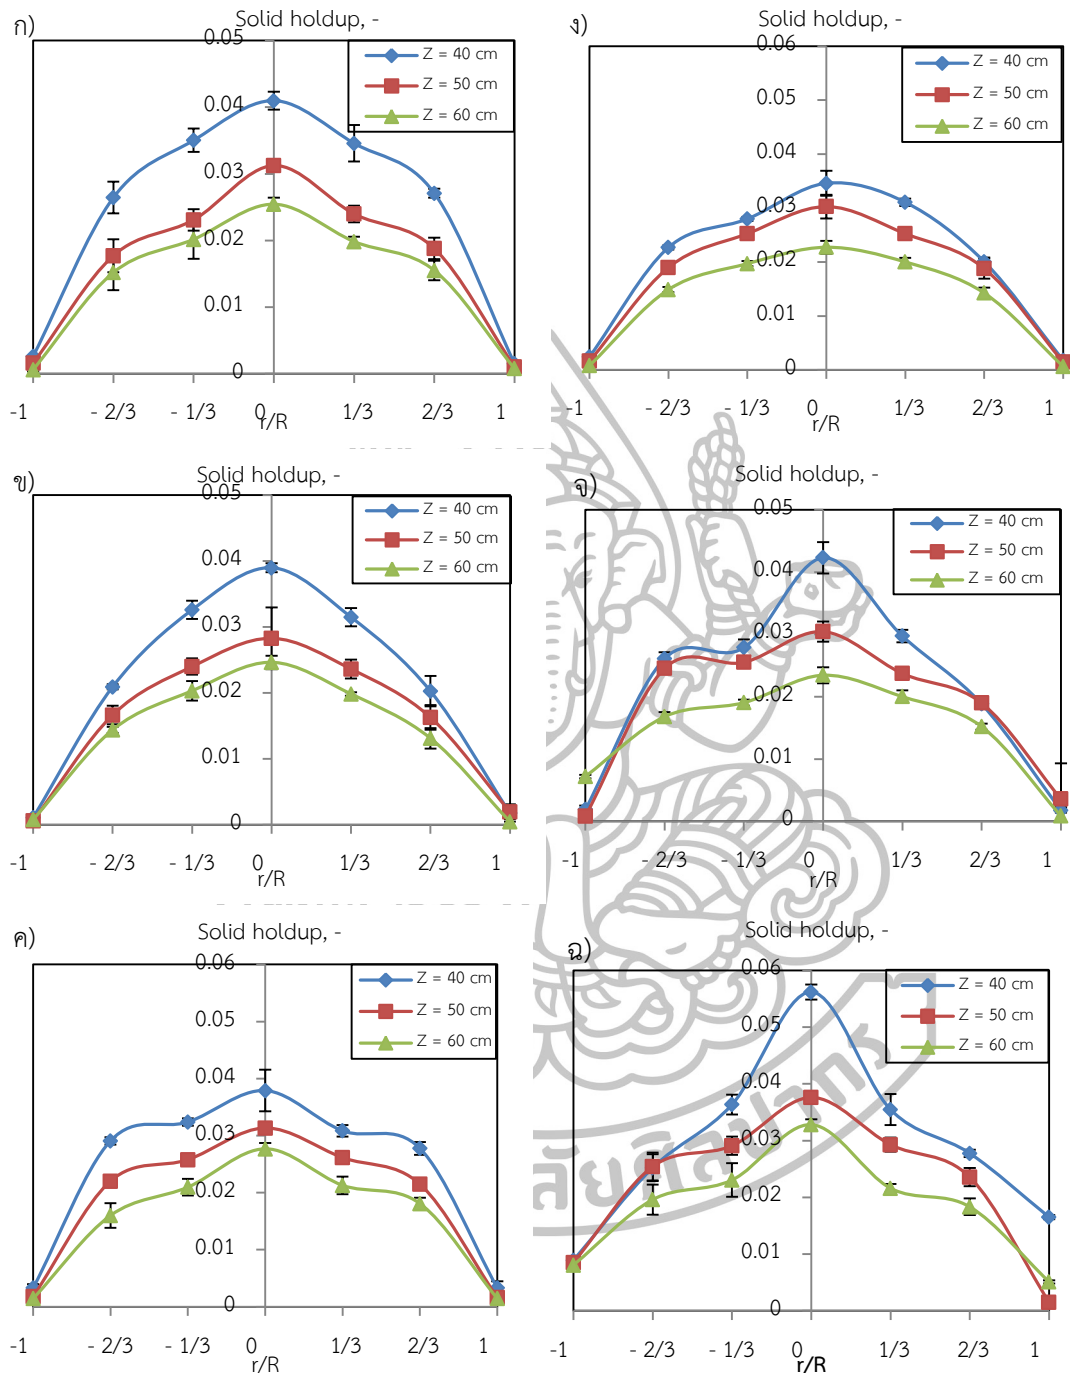 ก)
Solid holdup, -
0.05
0.04
0.03
0.02
0.01
0
Z = 40 cm
Z = 50 cm
Z = 60 cm
-1 - 2/3 - 1/3 0 1/3 2/3 1
r/R
ง)
Solid holdup, -
0.06
0.05
0.04
0.03
0.02
0.01
0
Z = 40 cm
Z = 50 cm
Z = 60 cm
-1 - 2/3 - 1/3 0 1/3 2/3 1
r/R
ข)
Solid holdup, -
0.05
0.04
0.03
0.02
0.01
0
Z = 40 cm
Z = 50 cm
Z = 60 cm
-1 - 2/3 - 1/3 0 1/3 2/3 1
r/R
จ)
Solid holdup, -
0.05
0.04
0.03
0.02
0.01
0
Z = 40 cm
Z = 50 cm
Z = 60 cm
-1 - 2/3 - 1/3 0 1/3 2/3 1
r/R
ค)
Solid holdup, -
0.06
0.05
0.04
0.03
0.02
0.01
0
Z = 40 cm
Z = 50 cm
Z = 60 cm
-1 - 2/3 - 1/3 0 1/3 2/3 1
r/R
ฉ)
Solid holdup, -
0.06
0.05
0.04
0.03
0.02
0.01
0
Z = 40 cm
Z = 50 cm
Z = 60 cm
-1 - 2/3 - 1/3 0 1/3 2/3 1
r/R
ลัยศิลปากร